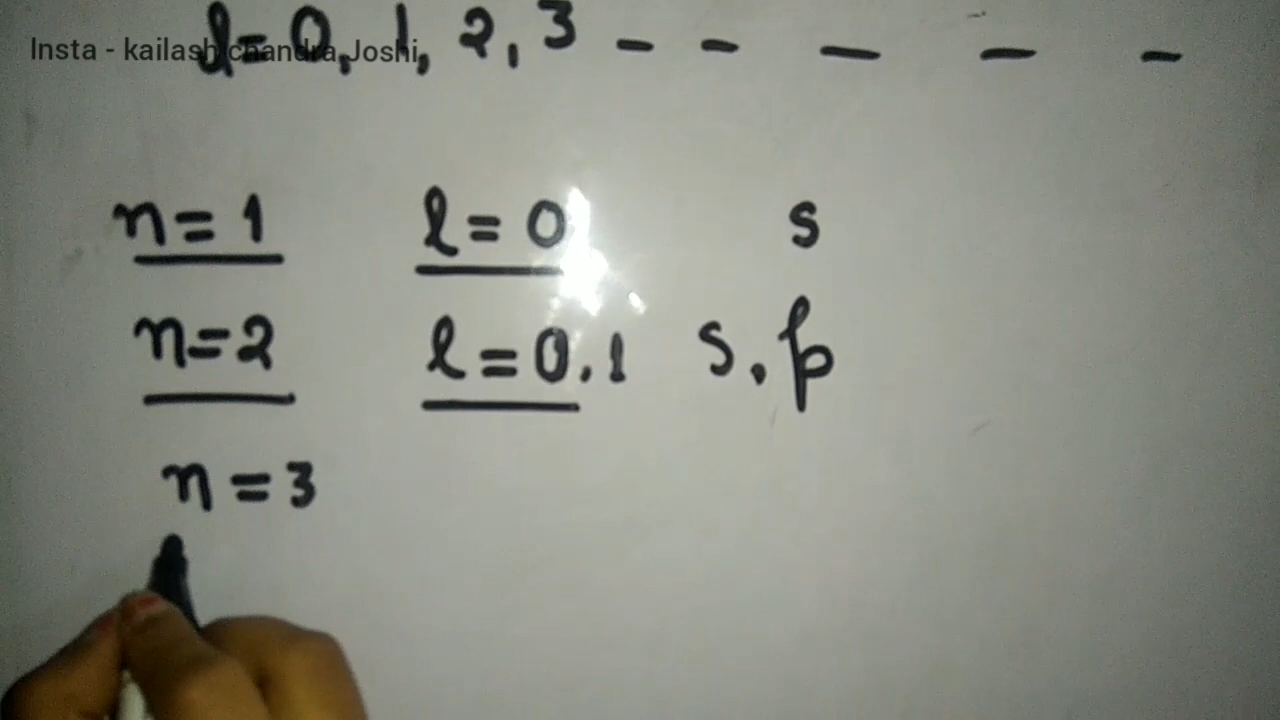 l=0,1,2,3 - - - - -
Insta - kailash chandra Joshi
n=1 l=0 s
n=2 l=0.1 s.p
n=3